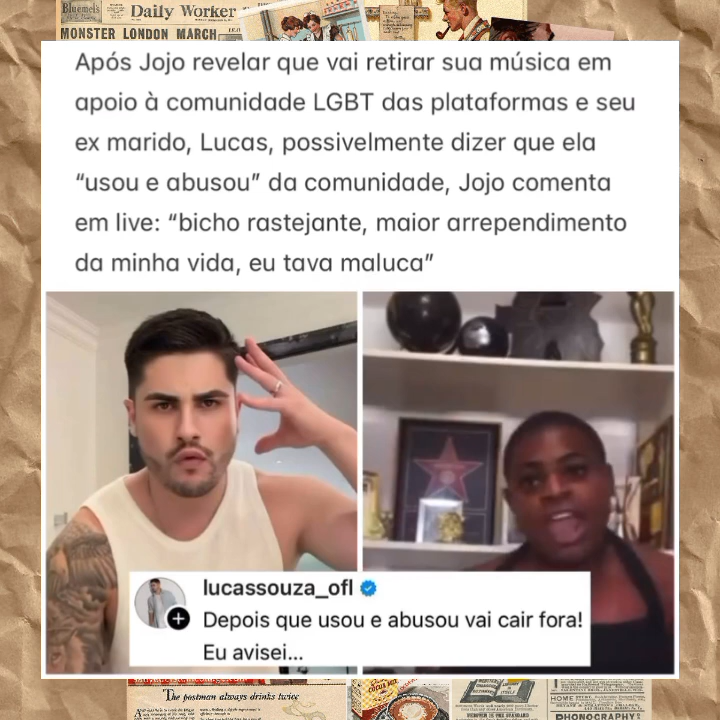 Bluemel's
Daily Worker
MONSTER LONDON MARCH
Após Jojo revelar que vai retirar sua música em
apoio à comunidade LGBT das plataformas e seu
ex marido, Lucas, possivelmente dizer que ela
“usou e abusou” da comunidade, Jojo comenta
em live: “bicho rastejante, maior arrependimento
da minha vida, eu tava maluca”
lucassouza_ofl
Depois que usou e abusou vai cair fora!
Eu avisei...
The postman always drinks twice
HOME STUDY
PHONOGRAPHY